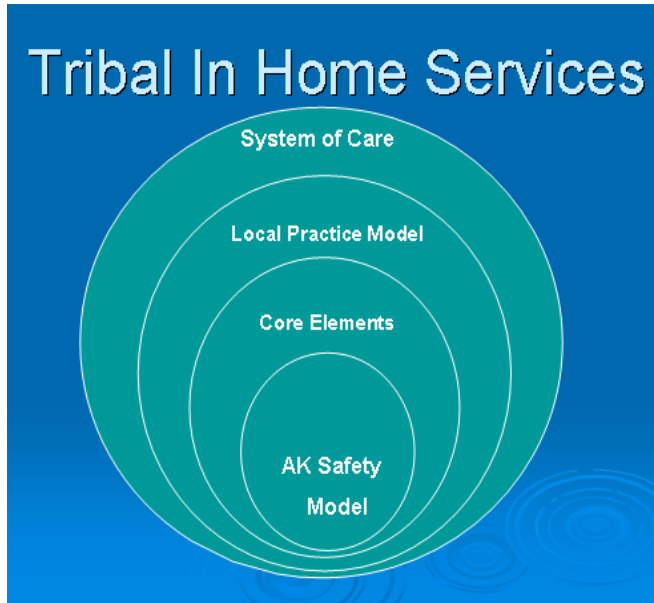 Tribal In Home Services
System of Care
Local Practice Model
Core Elements
AK Safety
Model